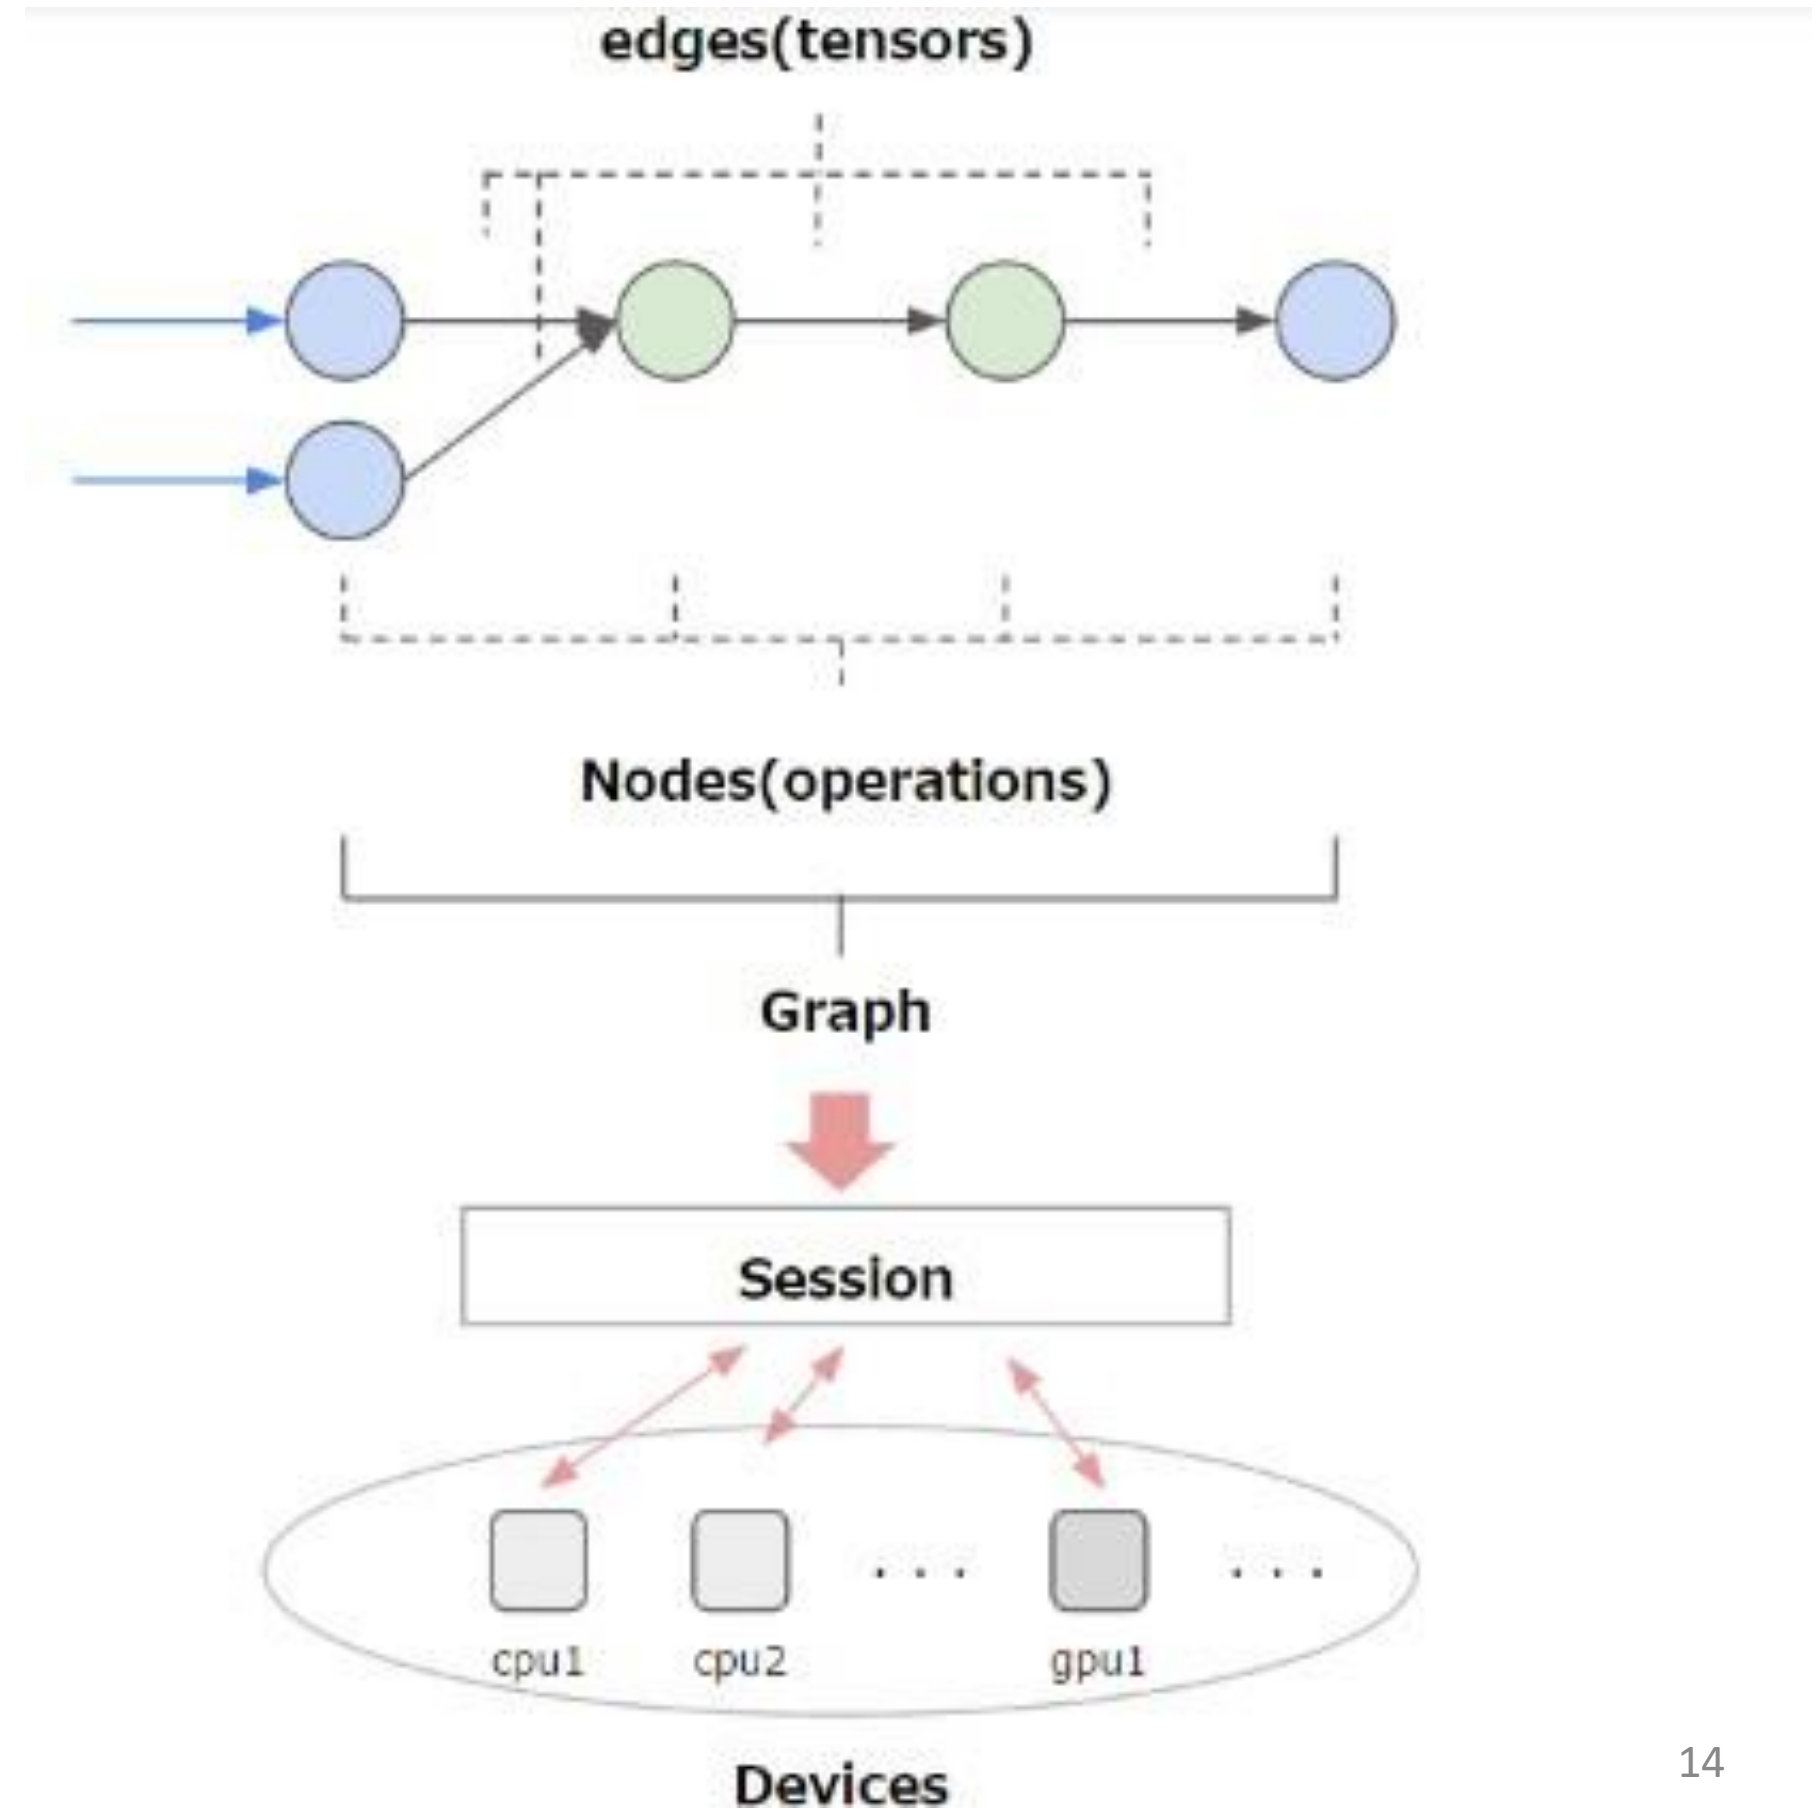 edges(tensors)
Nodes(operations)
Graph
Session
. . .
. . .
cpu1
cpu2
gpu1
Devices
14